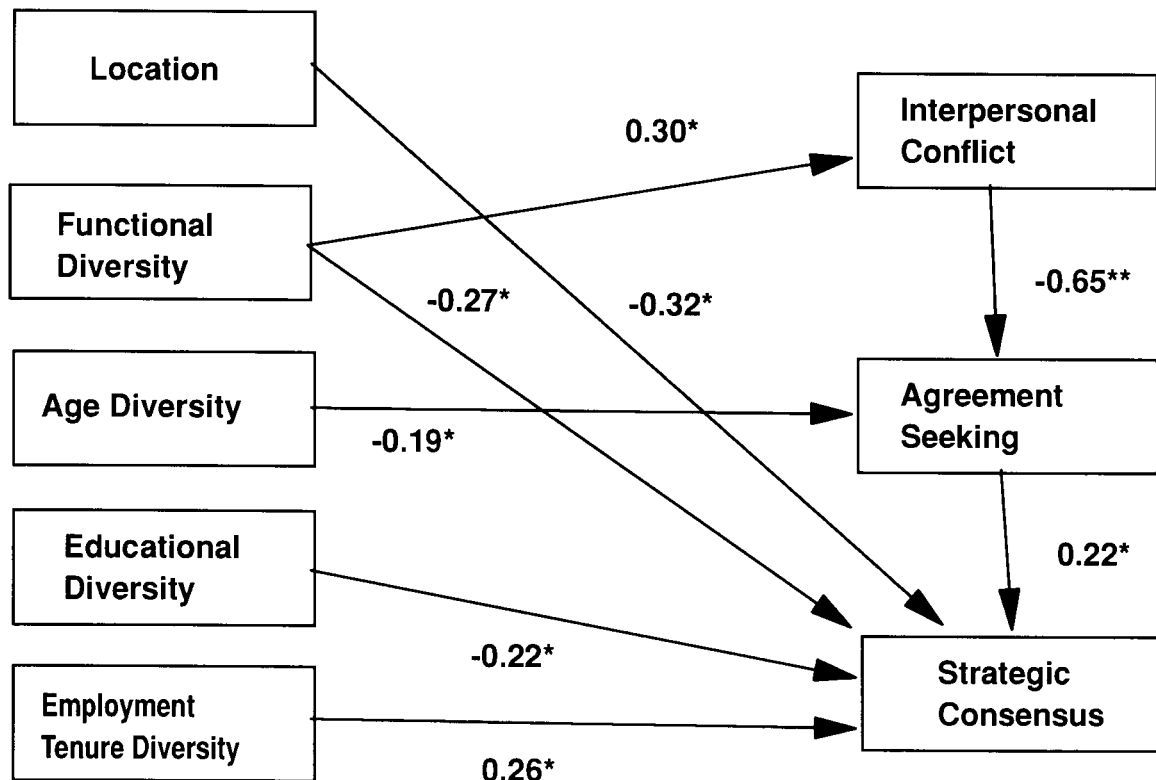 Location
Interpersonal
Conflict
0.30*
Functional
Diversity
-0.27*
-0.32*
-0.65**
Age Diversity
-0.19*
Agreement
Seeking
Educational
Diversity
0.22*
-0.22*
Employment
Tenure Diversity
0.26*
Strategic
Consensus